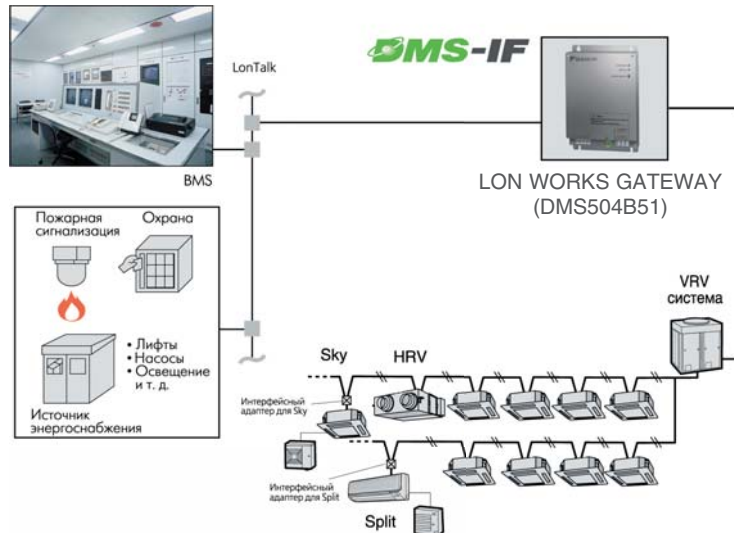 LonTalk
DMS-IF
BMS
LON WORKS GATEWAY
(DMS504B51)
Пожарная
сигнализация
Охрана
• Лифты
• Насосы
• Освещение
и т. д.
Источник
энергоснабжения
VRV
система
Sky
HRV
Интерфейсный
адаптер для Sky
Интерфейсный
адаптер для Split
Split